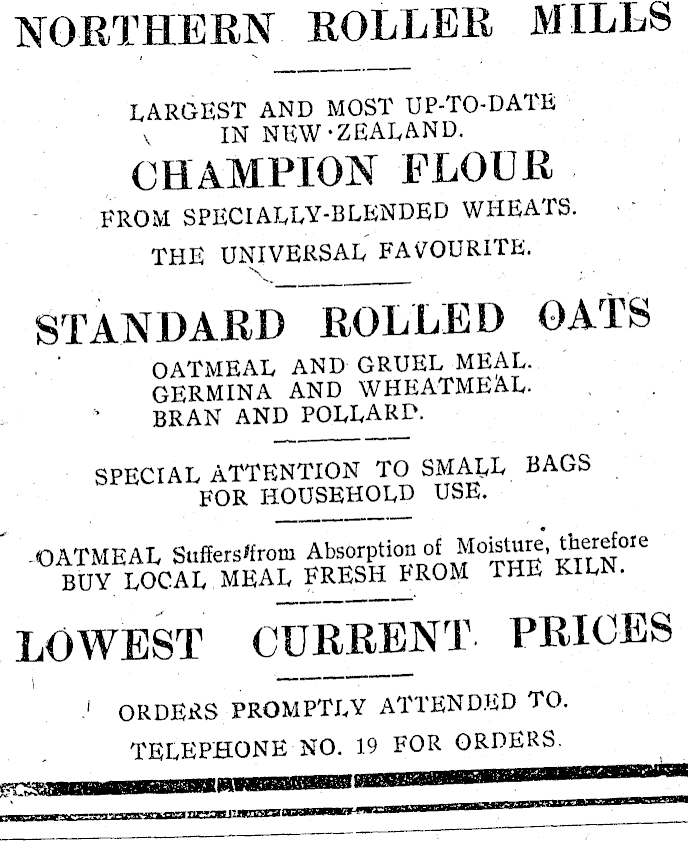 NORTHERN ROLLER MILLS
LARGEST AND MOST UP-TO-DATE
IN NEW ZEALAND.
CHAMPION FLOUR
FROM SPECIALLY-BLENDED WHEATS.
THE UNIVERSAL FAVOURITE.
STANDARD ROLLED OATS
OATMEAL AND GRUEL MEAL.
GERMINA AND WHEATMEAL.
BRAN AND POLLARD.
SPECIAL ATTENTION TO SMALL BAGS
FOR HOUSEHOLD USE.
OATMEAL Suffers from Absorption of Moisture, therefore
BUY LOCAL MEAL FRESH FROM THE KILN.
LOWEST CURRENT PRICES
ORDERS PROMPTLY ATTENDED TO.
TELEPHONE NO. 19 FOR ORDERS.